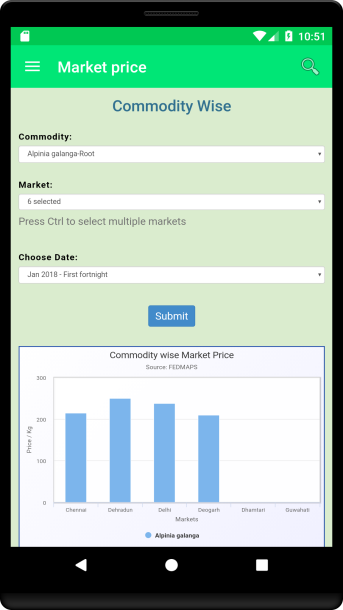 10:51
Market price
Commodity Wise
Commodity:
Alpinia galanga-Root
Market:
6 selected
Press Ctrl to select multiple markets
Choose Date:
Jan 2018 - First fortnight
Submit
Commodity wise Market Price
Source: FEDMAPS
300
200
100
0
Price / Kg
Chennai Dehradun Delhi Deogarh Dhamtari Guwahati
Markets
Alpinia galanga